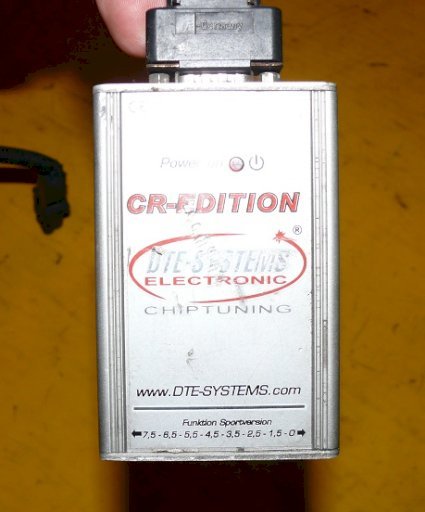 Germany
Power on
CR-EDITION
®
DTE-SYSTEMS
ELECTRONIC
CHIPTUNING
www.DTE-SYSTEMS.com
Funktion Sportversion
7,5 - 6,5 - 5,5 - 4,5 - 3,5 - 2,5 - 1,5 - 0